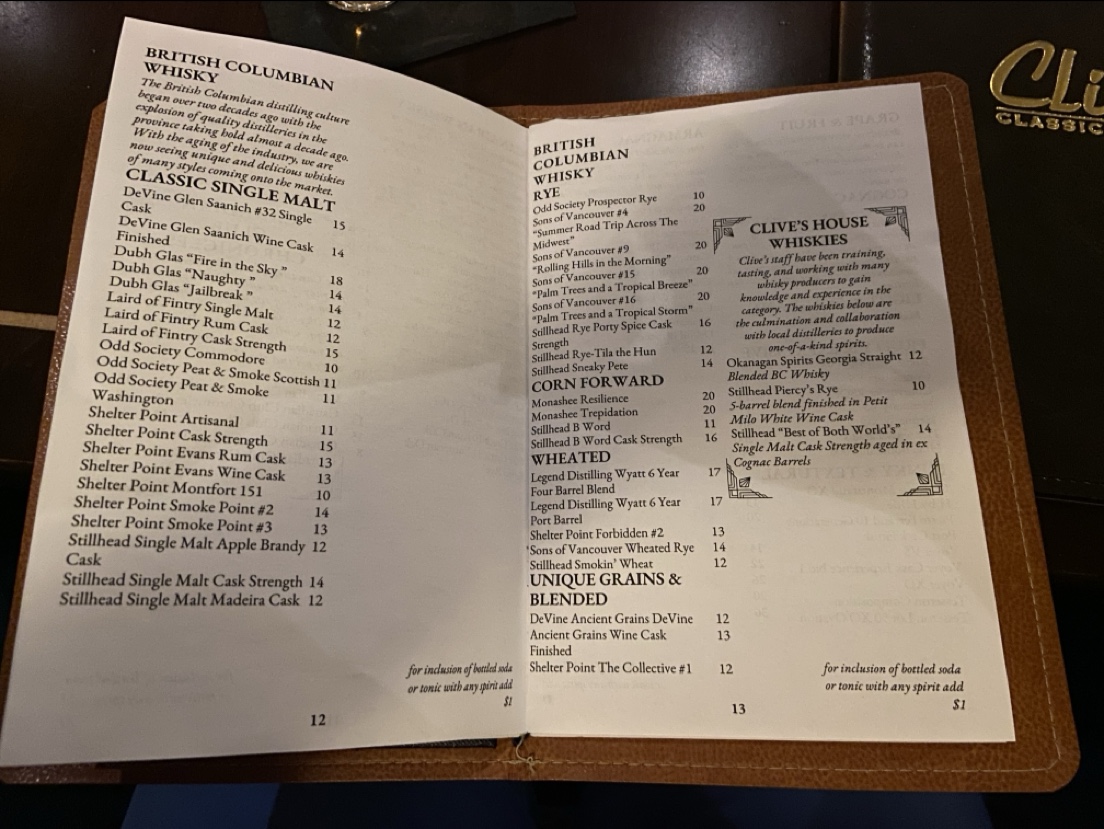 BRITISH COLUMBIAN
WHISKY
The British Columbian distilling culture
began over two decades ago with the
explosion of quality distilleries in the
province taking hold almost a decade ago.
With the aging of the industry, we are
now seeing unique and delicious whiskies
of many styles coming onto the market.
CLASSIC SINGLE MALT
DeVine Glen Saanich #32 Single 15
Cask
DeVine Glen Saanich Wine Cask 14
Finished
Dubh Glas “Fire in the Sky ” 18
Dubh Glas “Naughty ” 14
Dubh Glas “Jailbreak ” 14
Laird of Fintry Single Malt 12
Laird of Fintry Rum Cask 12
Laird of Fintry Cask Strength 15
Odd Society Commodore 10
Odd Society Peat & Smoke Scottish 11
Odd Society Peat & Smoke 11
Washington
Shelter Point Artisanal 11
Shelter Point Cask Strength 15
Shelter Point Evans Rum Cask 13
Shelter Point Evans Wine Cask 13
Shelter Point Montfort 151 10
Shelter Point Smoke Point #2 14
Shelter Point Smoke Point #3 13
Stillhead Single Malt Apple Brandy 12
Cask
Stillhead Single Malt Cask Strength 14
Stillhead Single Malt Madeira Cask 12
for inclusion of bottled soda
or tonic with any spirit add
$1
12
BRITISH
COLUMBIAN
WHISKY
RYE
Odd Society Prospector Rye 10
Sons of Vancouver #4 20
“Summer Road Trip Across The
Midwest”
Sons of Vancouver #9 20
“Rolling Hills in the Morning”
Sons of Vancouver #15 20
“Palm Trees and a Tropical Breeze”
Sons of Vancouver #16 20
“Palm Trees and a Tropical Storm”
Stillhead Rye Porty Spice Cask 16
Strength
Stillhead Rye-Tila the Hun 12
Stillhead Sneaky Pete 14
CORN FORWARD
Monashee Resilience 20
Monashee Trepidation 20
Stillhead B Word 11
Stillhead B Word Cask Strength 16
WHEATED
Legend Distilling Wyatt 6 Year 17
Four Barrel Blend
Legend Distilling Wyatt 6 Year 17
Port Barrel
Shelter Point Forbidden #2 13
Sons of Vancouver Wheated Rye 14
Stillhead Smokin’ Wheat 12
UNIQUE GRAINS &
BLENDED
DeVine Ancient Grains DeVine 12
Ancient Grains Wine Cask 13
Finished
Shelter Point The Collective #1 12
CLIVE’S HOUSE
WHISKIES
Clive’s staff have been training,
tasting, and working with many
whisky producers to gain
knowledge and experience in the
category. The whiskies below are
the culmination and collaboration
with local distilleries to produce
one-of-a-kind spirits.
Okanagan Spirits Georgia Straight 12
Blended BC Whisky
Stillhead Piercy’s Rye 10
5-barrel blend finished in Petit
Milo White Wine Cask
Stillhead “Best of Both World’s” 14
Single Malt Cask Strength aged in ex
Cognac Barrels
for inclusion of bottled soda
or tonic with any spirit add
$1
13
CLi
CLASSIC